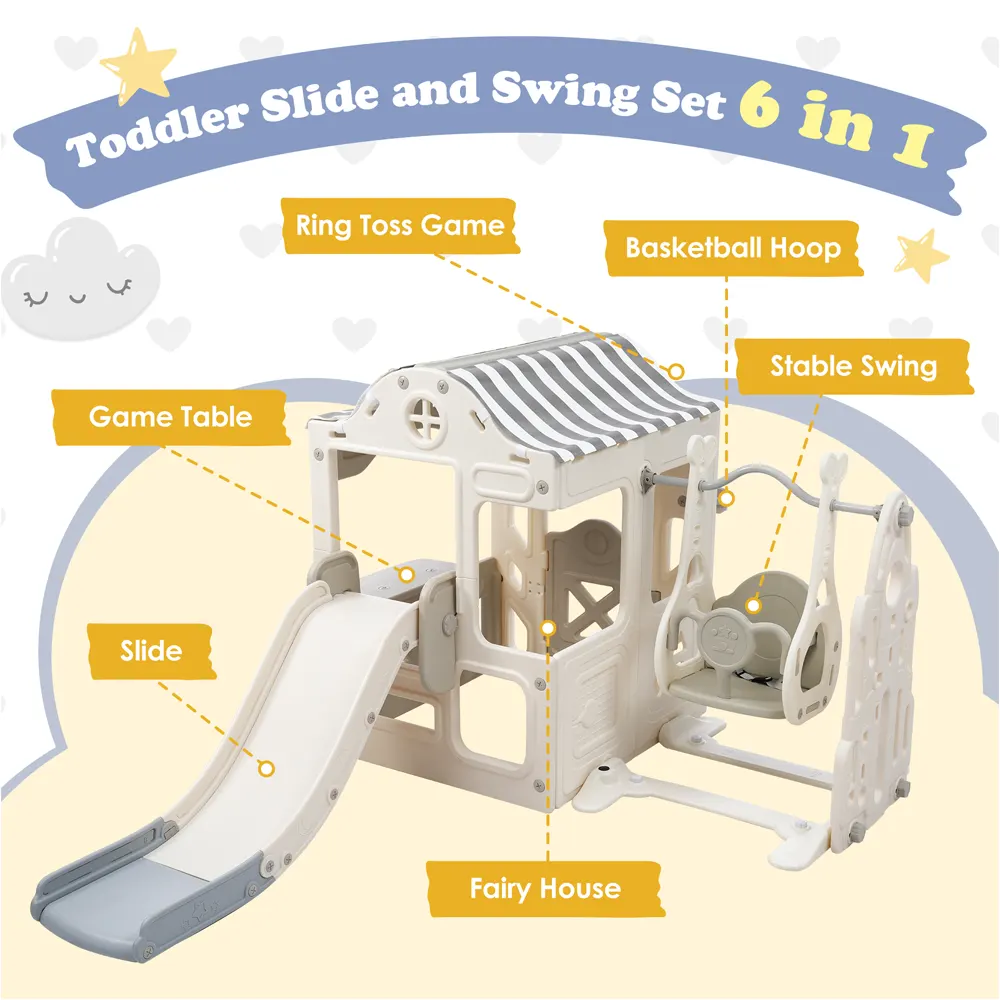 Toddler Slide and Swing Set 6 in 1
Ring Toss Game
Basketball Hoop
Stable Swing
Game Table
Slide
Fairy House